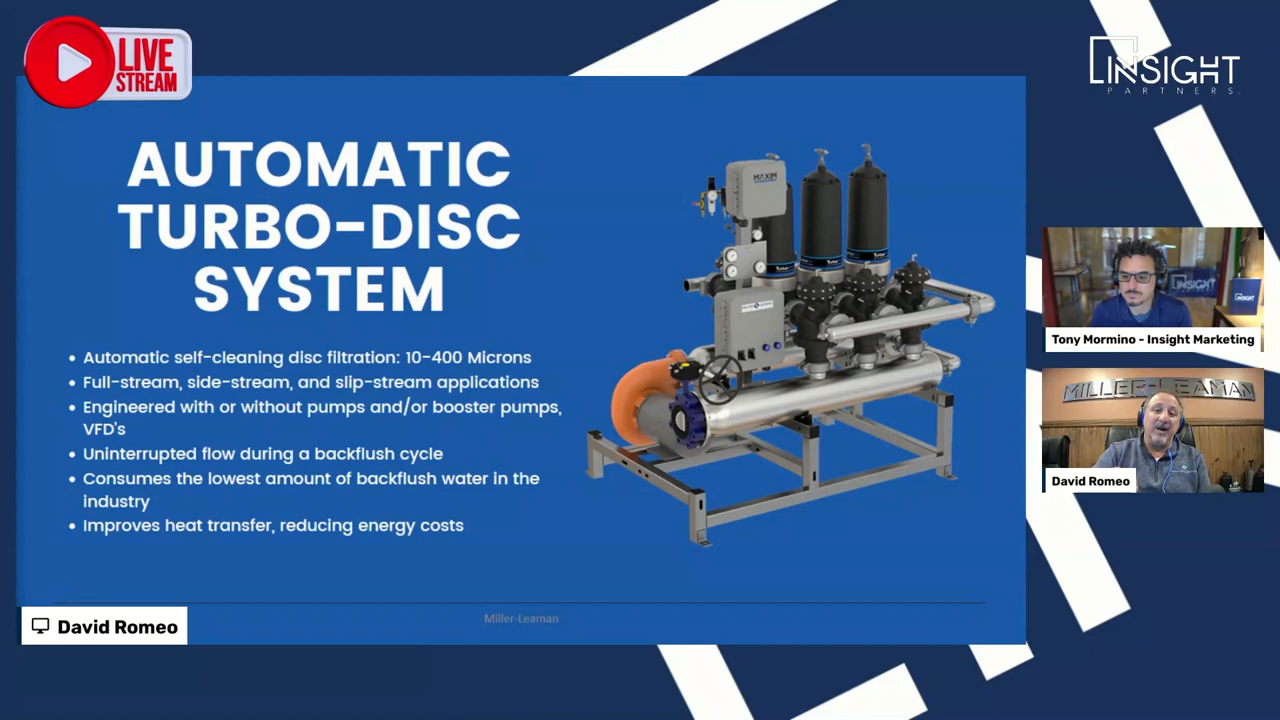 LIVE
STREAM
INSIGHT
PARTNERS.
AUTOMATIC
TURBO-DISC
SYSTEM
• Automatic self-cleaning disc filtration: 10-400 Microns
• Full-stream, side-stream, and slip-stream applications
• Engineered with or without pumps and/or booster pumps,
VFD's
• Uninterrupted flow during a backflush cycle
• Consumes the lowest amount of backflush water in the
industry
• Improves heat transfer, reducing energy costs
MAXIM
INSIGHT
Tony Mormino - Insight Marketing
MILLER-LEAMAN
David Romeo
Miller-Leaman
David Romeo